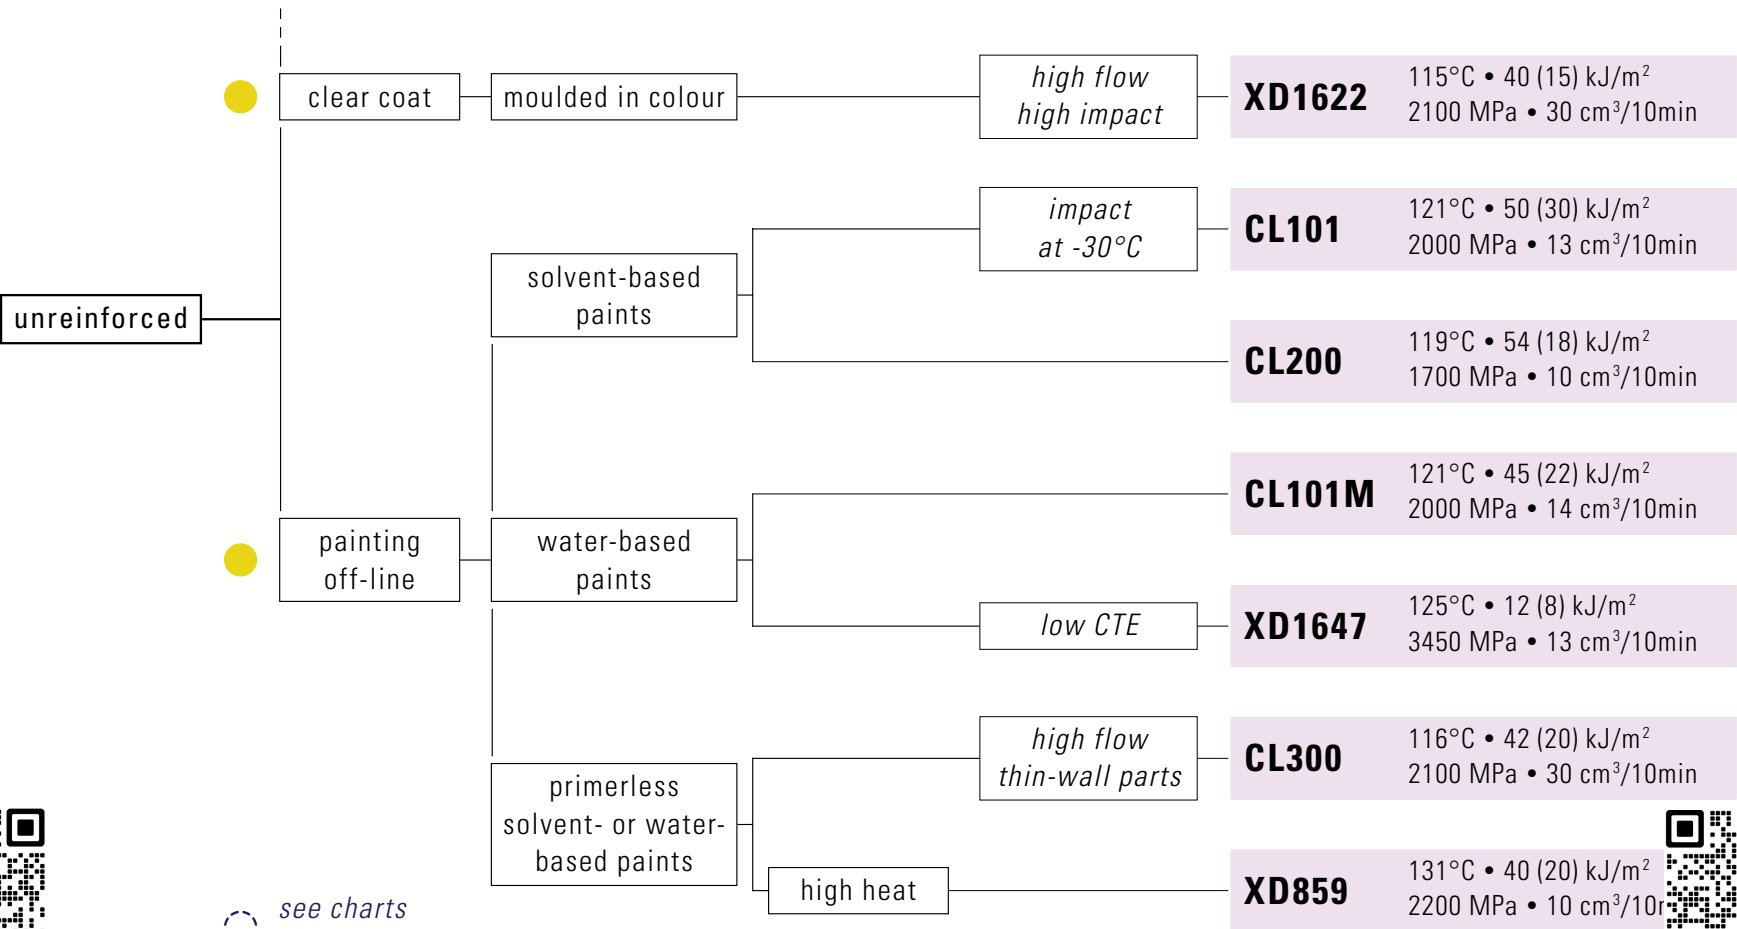 clear coat
moulded in colour
high flow
high impact
XD1622
115°C • 40 (15) kJ/m²
2100 MPa • 30 cm³/10min
impact
at -30°C
CL101
121°C • 50 (30) kJ/m²
2000 MPa • 13 cm³/10min
solvent-based
paints
unreinforced
CL200
119°C • 54 (18) kJ/m²
1700 MPa • 10 cm³/10min
CL101M
121°C • 45 (22) kJ/m²
2000 MPa • 14 cm³/10min
painting
off-line
water-based
paints
low CTE
XD1647
125°C • 12 (8) kJ/m²
3450 MPa • 13 cm³/10min
high flow
thin-wall parts
CL300
116°C • 42 (20) kJ/m²
2100 MPa • 30 cm³/10min
primerless
solvent- or water-
based paints
high heat
XD859
131°C • 40 (20) kJ/m²
2200 MPa • 10 cm³/10
see charts